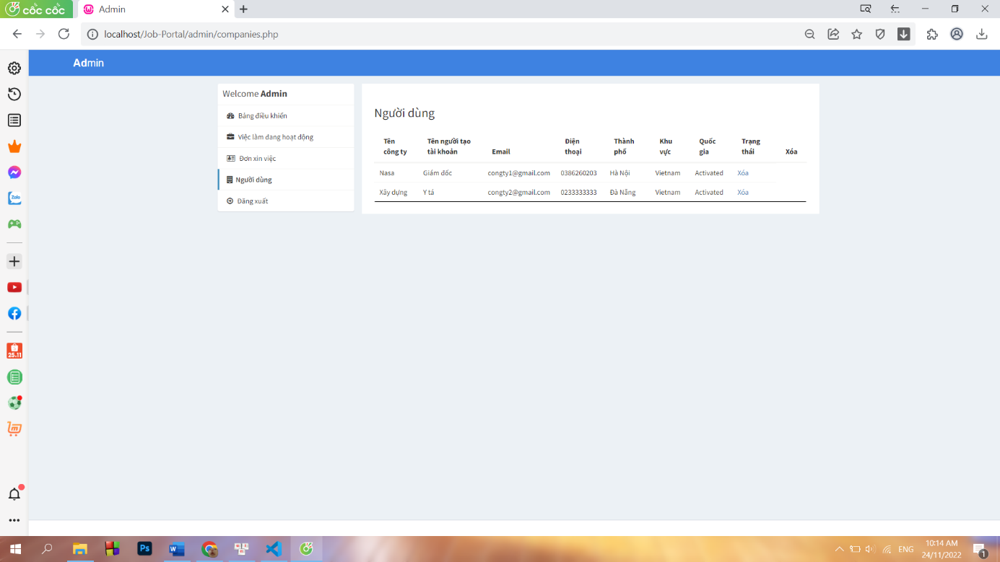 cốc cốc
Admin
localhost/Job-Portal/admin/companies.php
Admin
Welcome Admin
Bảng điều khiển
Việc làm đang hoạt động
Đơn xin việc
Người dùng
Đăng xuất
Người dùng
Tên công ty Tên người tạo tài khoản Email Điện thoại Thành phố Khu vực Quốc gia Trạng thái Xóa
Nasa Giám đốc congty1@gmail.com 0386260203 Hà Nội Vietnam Activated Xóa
Xây dựng Y tá congty2@gmail.com 0233333333 Đà Nẵng Vietnam Activated Xóa
Zalo
25.11
Ps
ENG
10:14 AM
24/11/2022
1